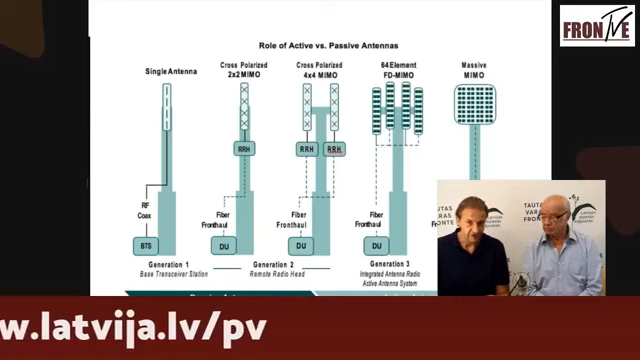 FRONTVE
Role of Active vs. Passive Antennas
Single Antenna
Cross Polarized
2x2 MIMO
Cross Polarized
4x4 MIMO
64 Element
FD-MIMO
Massive
MIMO
RRH
RRH
RRH
RF
Coax
Fiber
Fronthaul
Fiber
Fronthaul
Fiber
Fronthaul
BTS
DU
DU
DU
Generation 1
Base Transceiver Station
Generation 2
Remote Radio Head
Generation 3
Integrated Antenna Radio
Active Antenna System
TAUTAS
VARAS
FRONTE
TAUTAS
VARAS
FRONTE
w.latvija.lv/pv